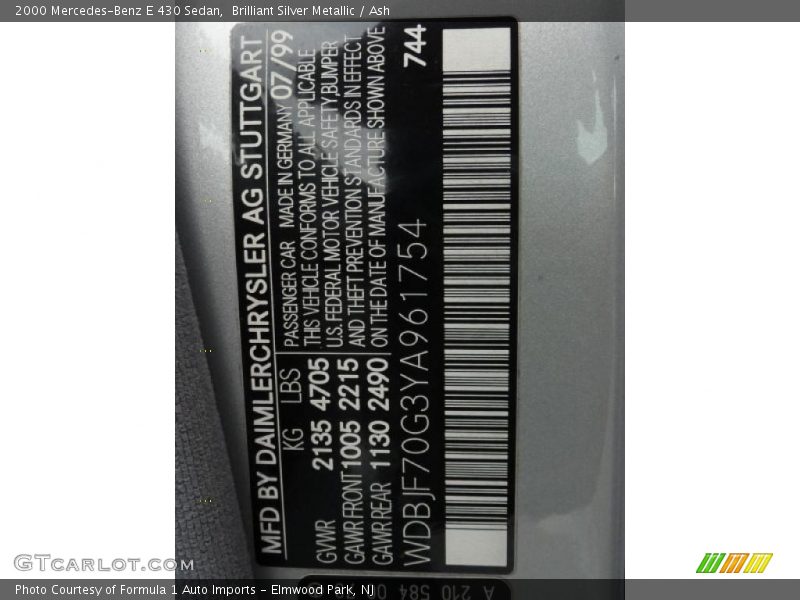 2000 Mercedes-Benz E 430 Sedan,  Brilliant Silver Metallic / Ash
MFD BY DAIMLERCHRYSLER AG STUTTGART
KG LBS
GVWR 2135 4705
GAWR FRONT 1005 2215
GAWR REAR 1130 2490
PASSENGER CAR MADE IN GERMANY 07/99
THIS VEHICLE CONFORMS TO ALL APPLICABLE
U.S. FEDERAL MOTOR VEHICLE SAFETY, BUMPER
AND THEFT PREVENTION STANDARDS IN EFFECT
ON THE DATE OF MANUFACTURE SHOWN ABOVE
WDBJF70G3YA961754
744
A 210 584 00
GTCARLOT.COM
Photo Courtesy of Formula 1 Auto Imports - Elmwood Park, NJ